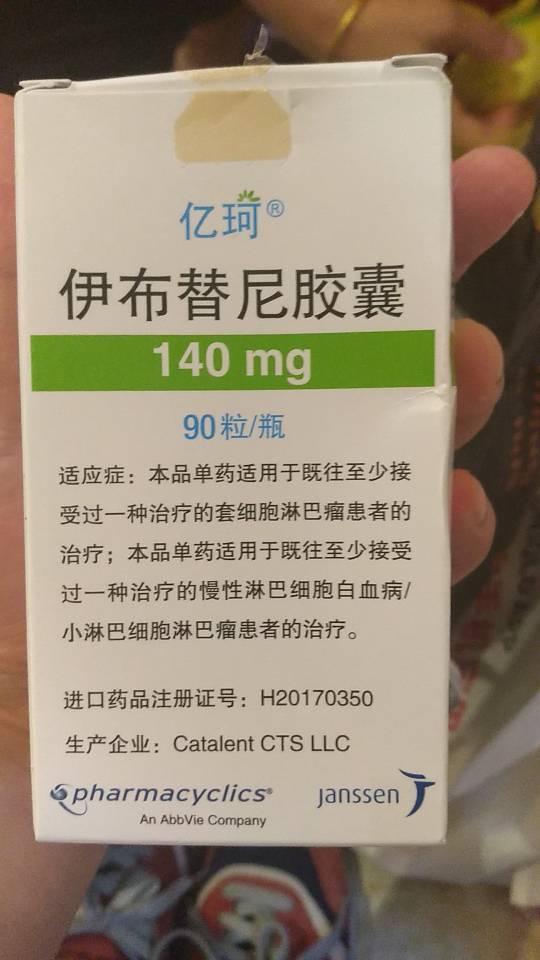 亿珂®
伊布替尼胶囊
140 mg
90粒/瓶
适应症：本品单药适用于既往至少接
受过一种治疗的套细胞淋巴瘤患者的
治疗；本品单药适用于既往至少接受
过一种治疗的慢性淋巴细胞白血病/
小淋巴细胞淋巴瘤患者的治疗。
进口药品注册证号：H20170350
生产企业：Catalent CTS LLC
pharmacyclics®
An AbbVie Company
janssen